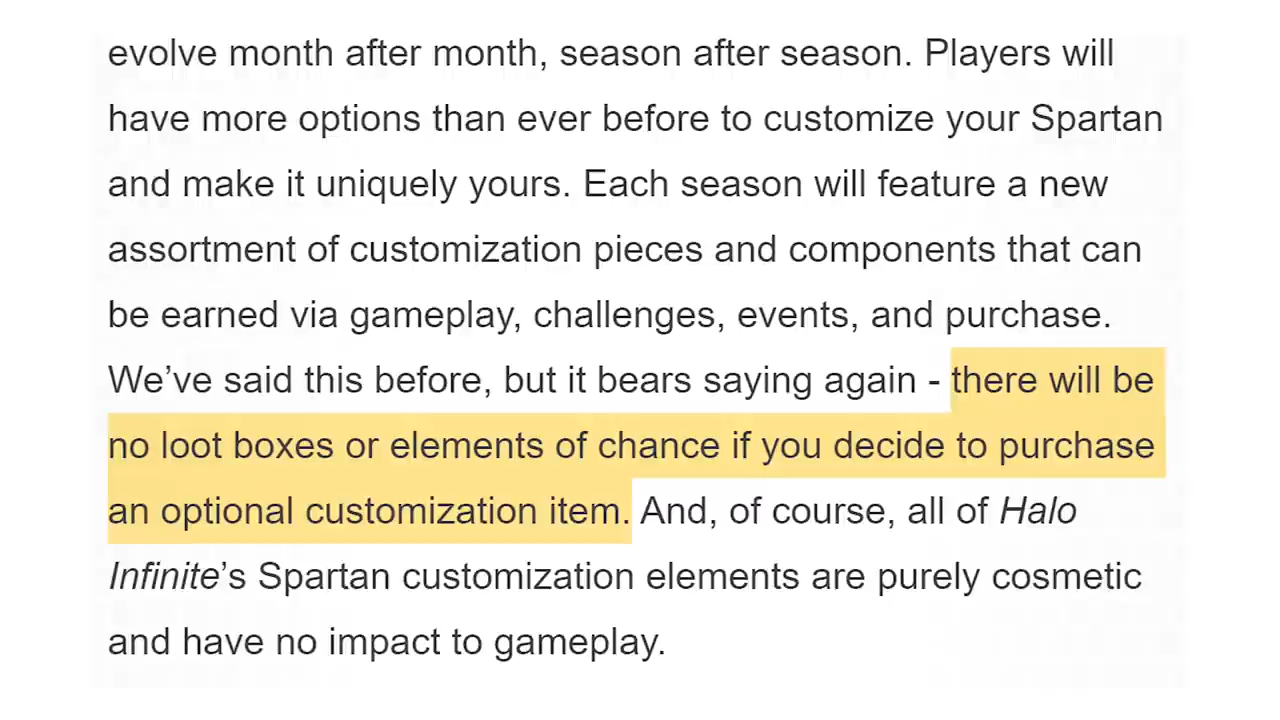 evolve month after month, season after season. Players will
have more options than ever before to customize your Spartan
and make it uniquely yours. Each season will feature a new
assortment of customization pieces and components that can
be earned via gameplay, challenges, events, and purchase.
We’ve said this before, but it bears saying again - there will be
no loot boxes or elements of chance if you decide to purchase
an optional customization item. And, of course, all of Halo
Infinite’s Spartan customization elements are purely cosmetic
and have no impact to gameplay.